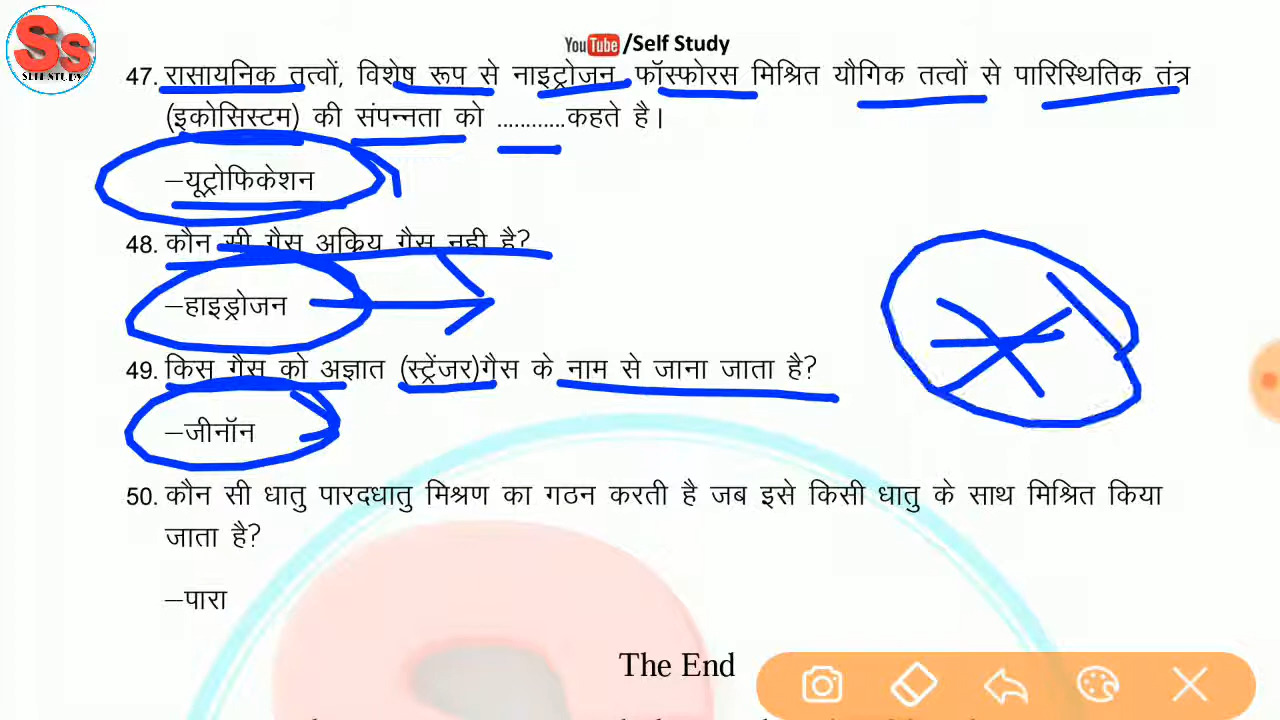 Ss
SELF STUDY
YouTube/Self Study
47. रासायनिक तत्वों, विशेष रूप से नाइट्रोजन, फॉस्फोरस मिश्रित यौगिक तत्वों से पारिस्थितिक तंत्र
(इकोसिस्टम) की संपन्नता को ............कहते है।
–यूट्रोफिकेशन
48. कौन सी गैस अक्रिय गैस नही है?
–हाइड्रोजन
49. किस गैस को अज्ञात (स्ट्रेंजर)गैस के नाम से जाना जाता है?
–जीनॉन
50. कौन सी धातु पारदधातु मिश्रण का गठन करती है जब इसे किसी धातु के साथ मिश्रित किया
जाता है?
–पारा
The End